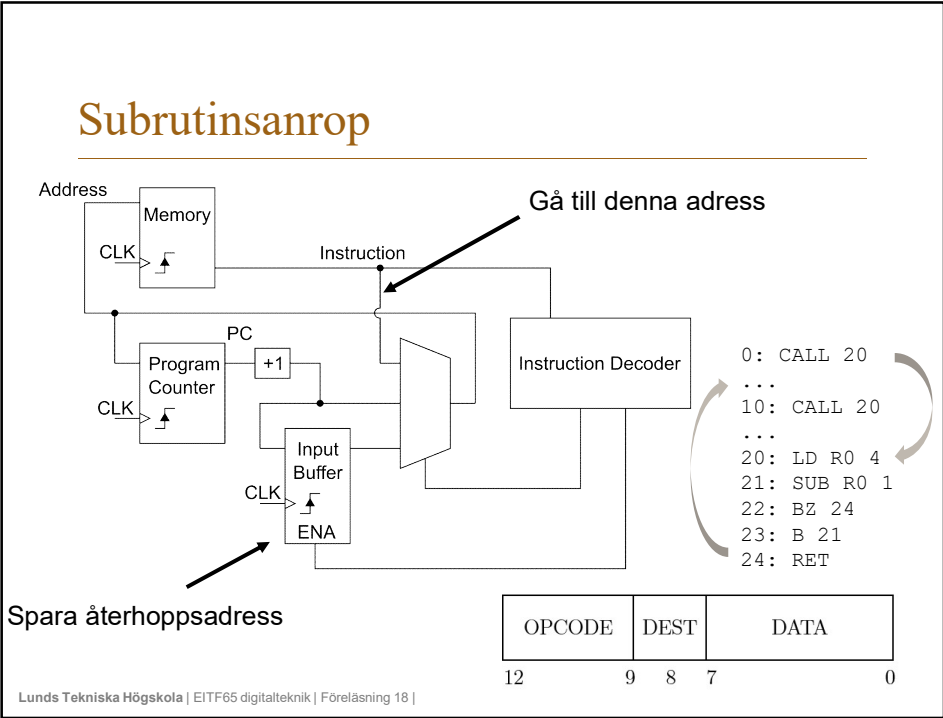 Subrutinsanrop
Address
Memory
CLK
Gå till denna adress
Instruction
PC
+1
Program
Counter
CLK
Instruction Decoder
Input
Buffer
CLK
ENA
0: CALL 20
...
10: CALL 20
...
20: LD R0 4
21: SUB R0 1
22: BZ 24
23: B 21
24: RET
Spara återhoppsadress
OPCODE DEST DATA
12 9 8 7 0
Lunds Tekniska Högskola | EITF65 digitalteknik | Föreläsning 18 |